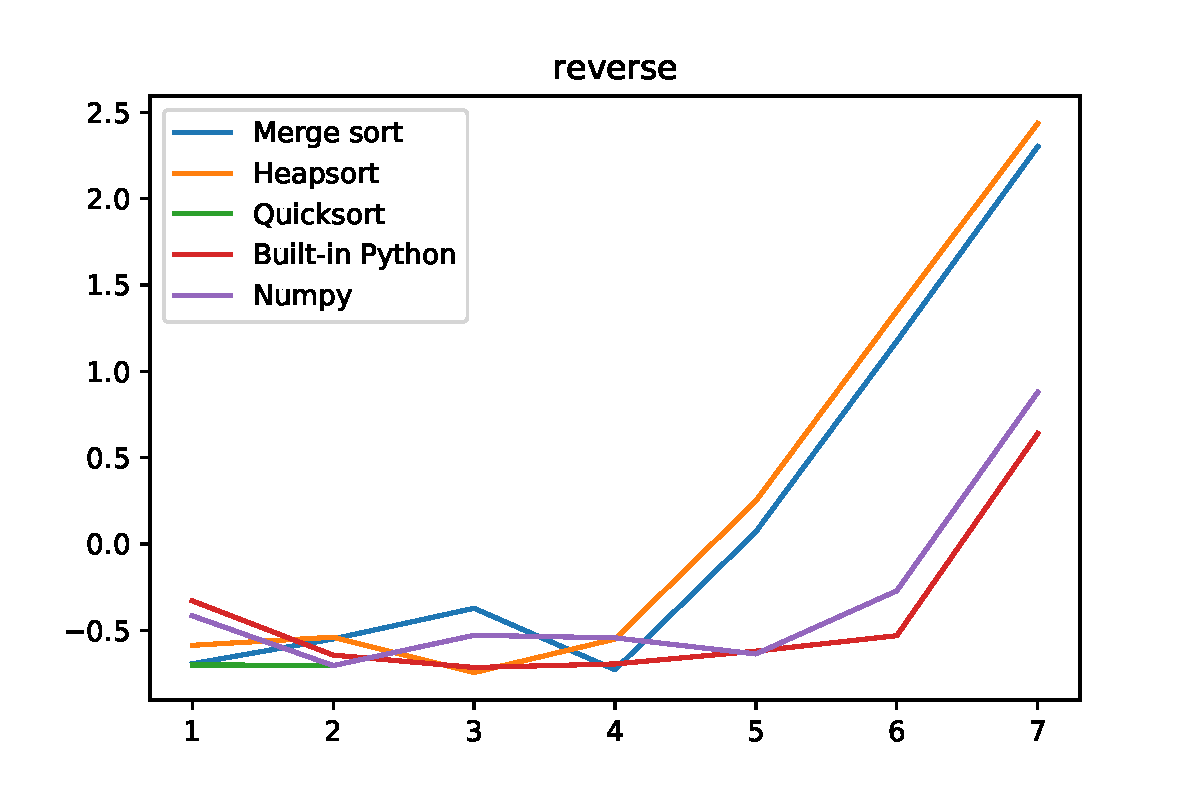 reverse
2.5
2.0
1.5
1.0
0.5
0.0
−0.5
Merge sort
Heapsort
Quicksort
Built-in Python
Numpy
1 2 3 4 5 6 7